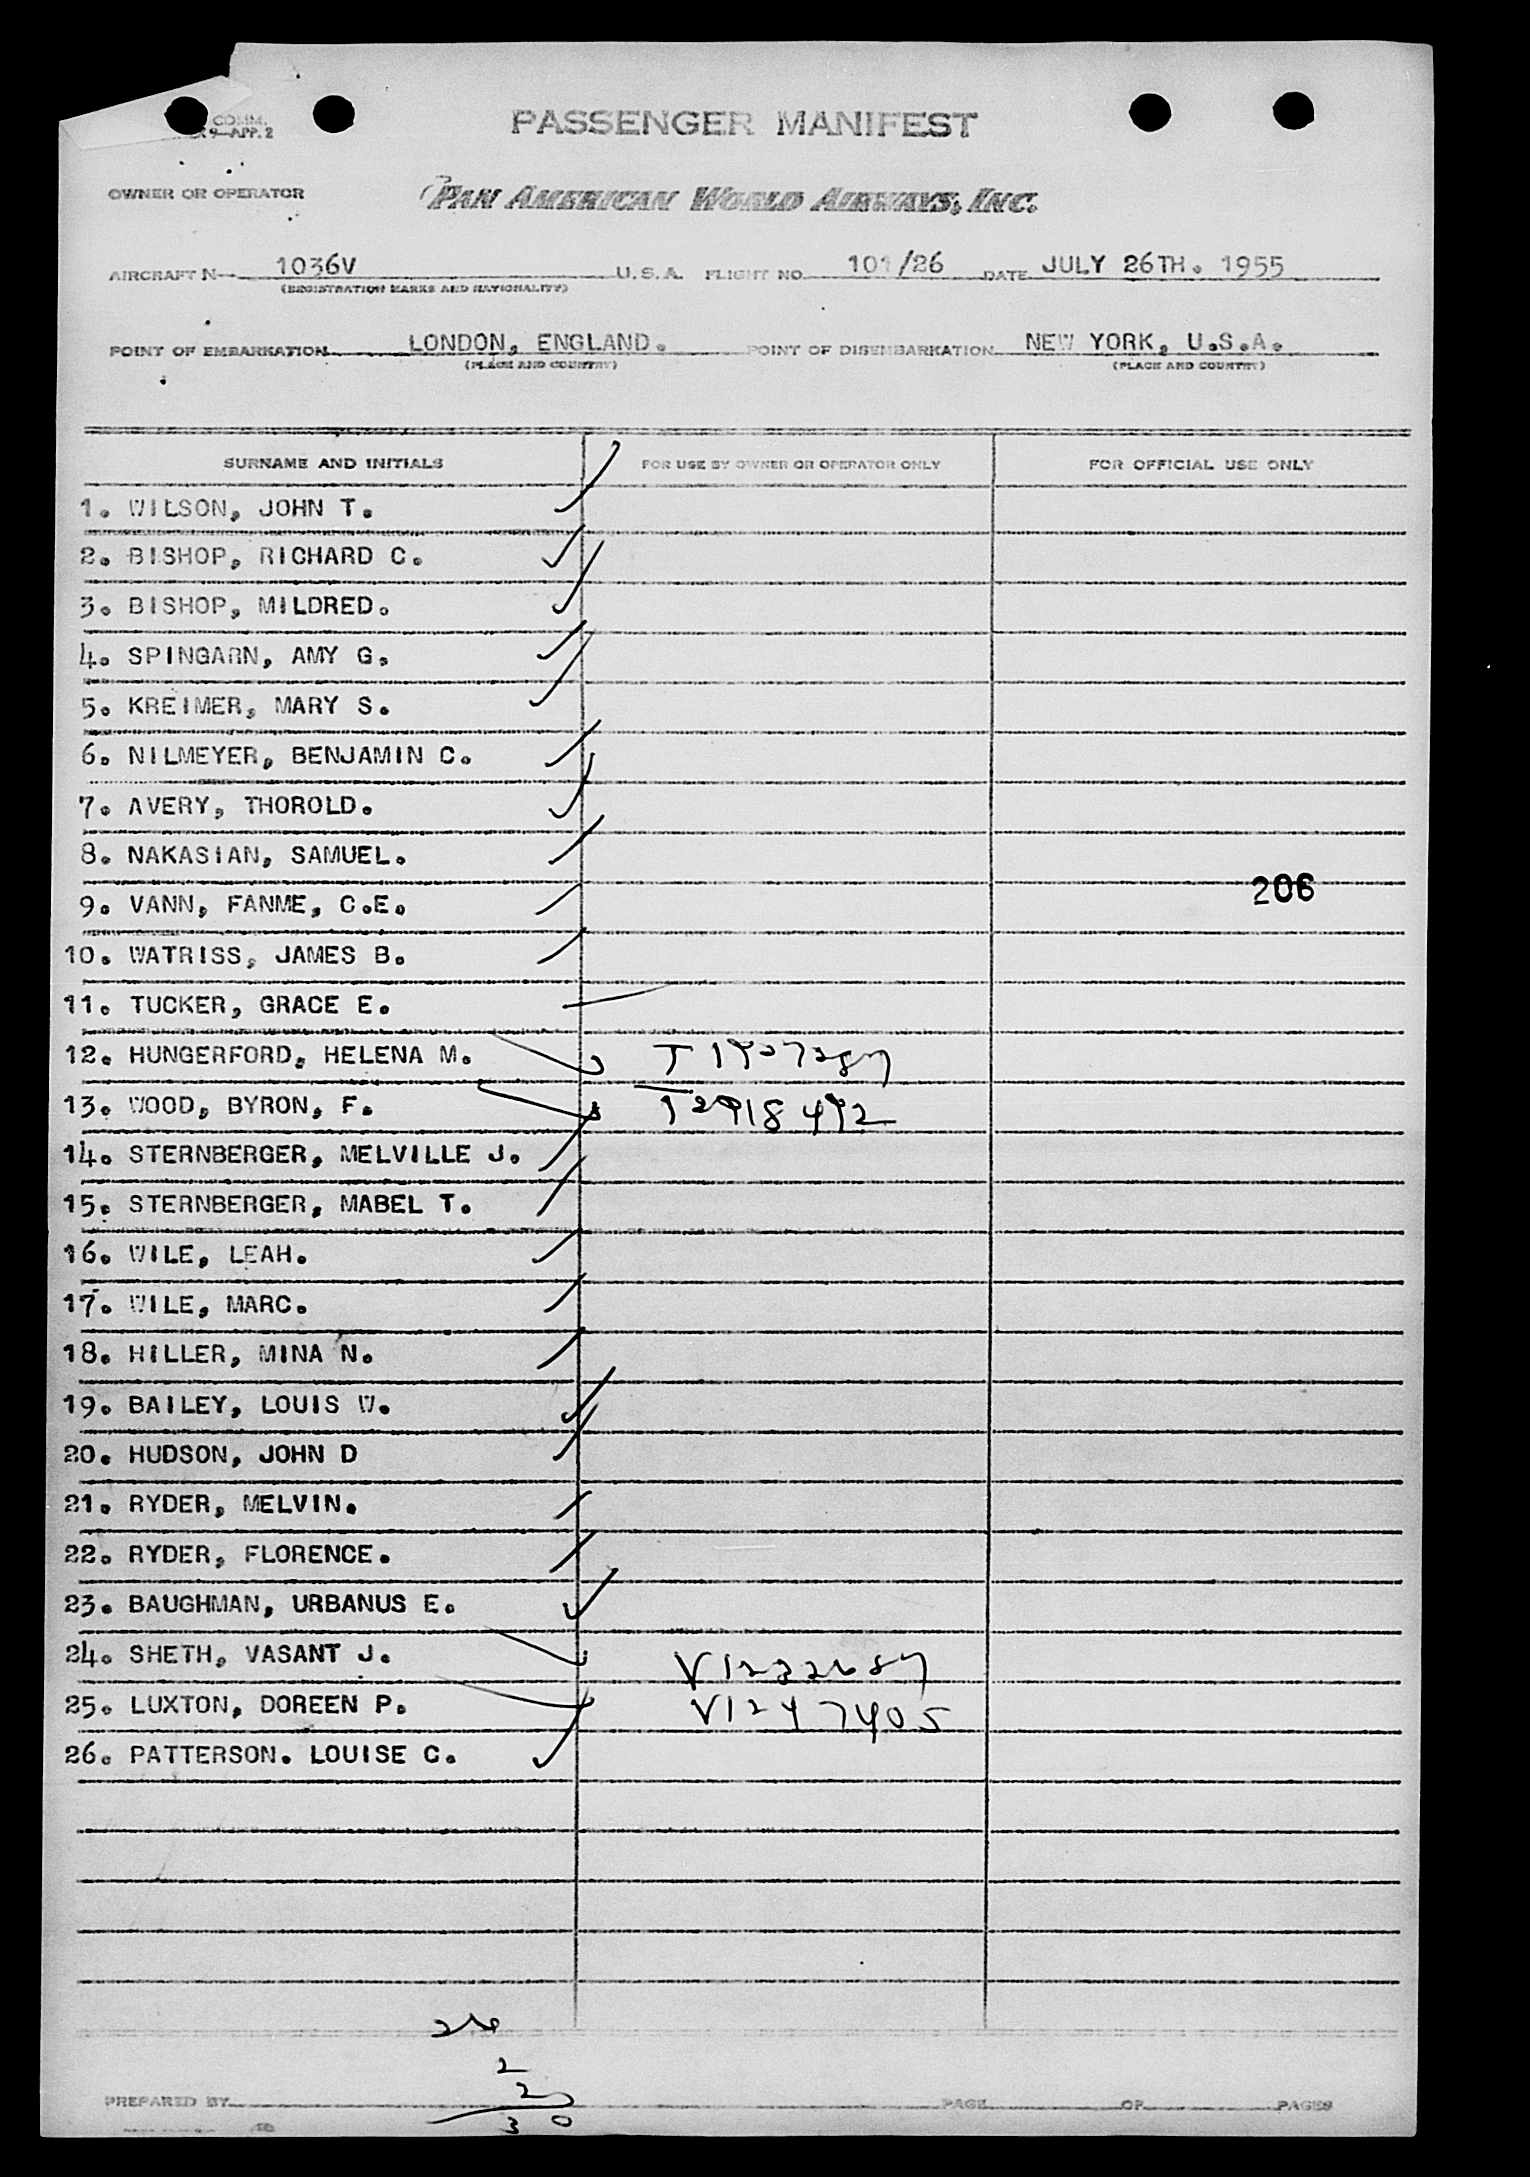 COMM.
9-APP. 2
PASSENGER MANIFEST
OWNER OR OPERATOR PAN AMERICAN WORLD AIRWAYS, INC.
AIRCRAFT N 1036V U.S.A. FLIGHT NO. 101/26 DATE JULY 26TH. 1955
(REGISTRATION MARKS AND NATIONALITY)
POINT OF EMBARKATION LONDON, ENGLAND. POINT OF DISEMBARKATION NEW YORK, U.S.A.
(PLACE AND COUNTRY) (PLACE AND COUNTRY)
SURNAME AND INITIALS FOR USE BY OWNER OR OPERATOR ONLY FOR OFFICIAL USE ONLY
1. WILSON, JOHN T.
2. BISHOP, RICHARD C.
3. BISHOP, MILDRED.
4. SPINGARN, AMY G.
5. KREIMER, MARY S.
6. NILMEYER, BENJAMIN C.
7. AVERY, THOROLD.
8. NAKASIAN, SAMUEL.
206
9. VANN, FANME, C.E.
10. WATRISS, JAMES B.
11. TUCKER, GRACE E.
12. HUNGERFORD, HELENA M.
13. WOOD, BYRON, F.
14. STERNBERGER, MELVILLE J.
15. STERNBERGER, MABEL T.
16. WILE, LEAH.
17. WILE, MARC.
18. HILLER, MINA N.
19. BAILEY, LOUIS W.
20. HUDSON, JOHN D
21. RYDER, MELVIN.
22. RYDER, FLORENCE.
23. BAUGHMAN, URBANUS E.
24. SHETH, VASANT J.
25. LUXTON, DOREEN P. V1247405
26. PATTERSON. LOUISE C.
26
2
2
30
PREPARED BY PAGE OF PAGES